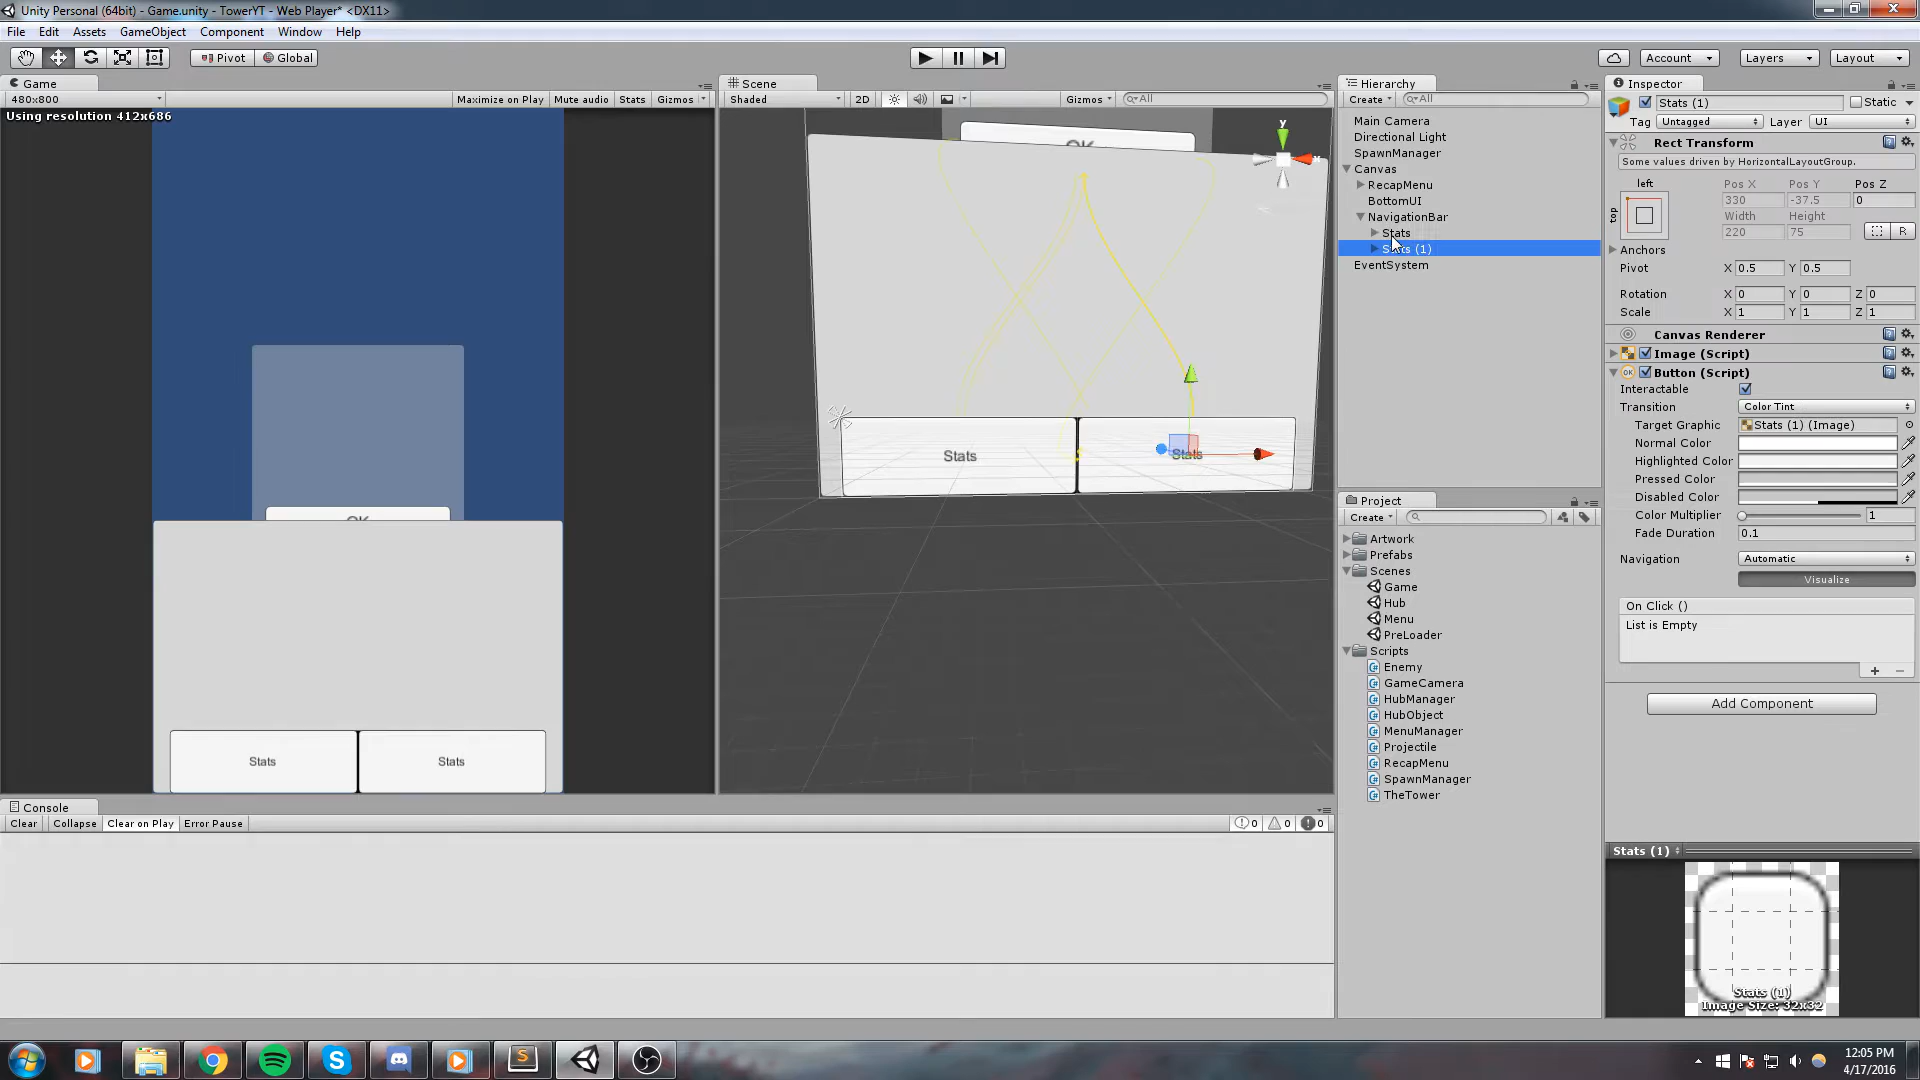 Unity Personal (64bit) - Game.unity - TowerYT - Web Player* <DX11>
File Edit Assets GameObject Component Window Help
Pivot Global Account Layers Layout
Game
480x800 Maximize on Play Mute audio Stats Gizmos
Using resolution 412x686
OK
Stats Stats
Scene
Shaded 2D Gizmos All
OK
y
x
Stats Stats
Hierarchy
Create All
Main Camera
Directional Light
SpawnManager
Canvas
RecapMenu
BottomUI
NavigationBar
Stats
Stats (1)
EventSystem
Project
Create
Artwork
Prefabs
Scenes
Game
Hub
Menu
PreLoader
Scripts
Enemy
GameCamera
HubManager
HubObject
MenuManager
Projectile
RecapMenu
SpawnManager
TheTower
Inspector
Stats (1) Static
Tag Untagged Layer UI
Rect Transform
Some values driven by HorizontalLayoutGroup.
left Pos X Pos Y Pos Z
top 330 -37.5 0
Width Height
220 75 R
Anchors
Pivot X 0.5 Y 0.5
Rotation X 0 Y 0 Z 0
Scale X 1 Y 1 Z 1
Canvas Renderer
Image (Script)
OK Button (Script)
Interactable
Transition Color Tint
Target Graphic Stats (1) (Image)
Normal Color
Highlighted Color
Pressed Color
Disabled Color
Color Multiplier 1
Fade Duration 0.1
Navigation Automatic
Visualize
On Click ()
List is Empty
+ −
Add Component
Stats (1)
Stats (1)
Image Size: 32x32
Console
Clear Collapse Clear on Play Error Pause 0 0 0
12:05 PM
4/17/2016